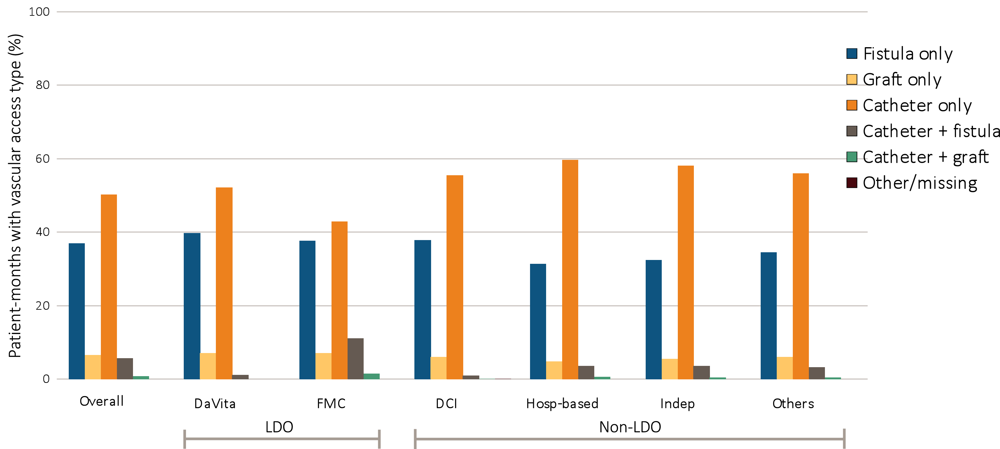 Patient-months with vascular access type (%)
100
80
60
40
20
0
Fistula only
Graft only
Catheter only
Catheter + fistula
Catheter + graft
Other/missing
Overall
DaVita
FMC
DCI
Hosp-based
Indep
Others
LDO
Non-LDO